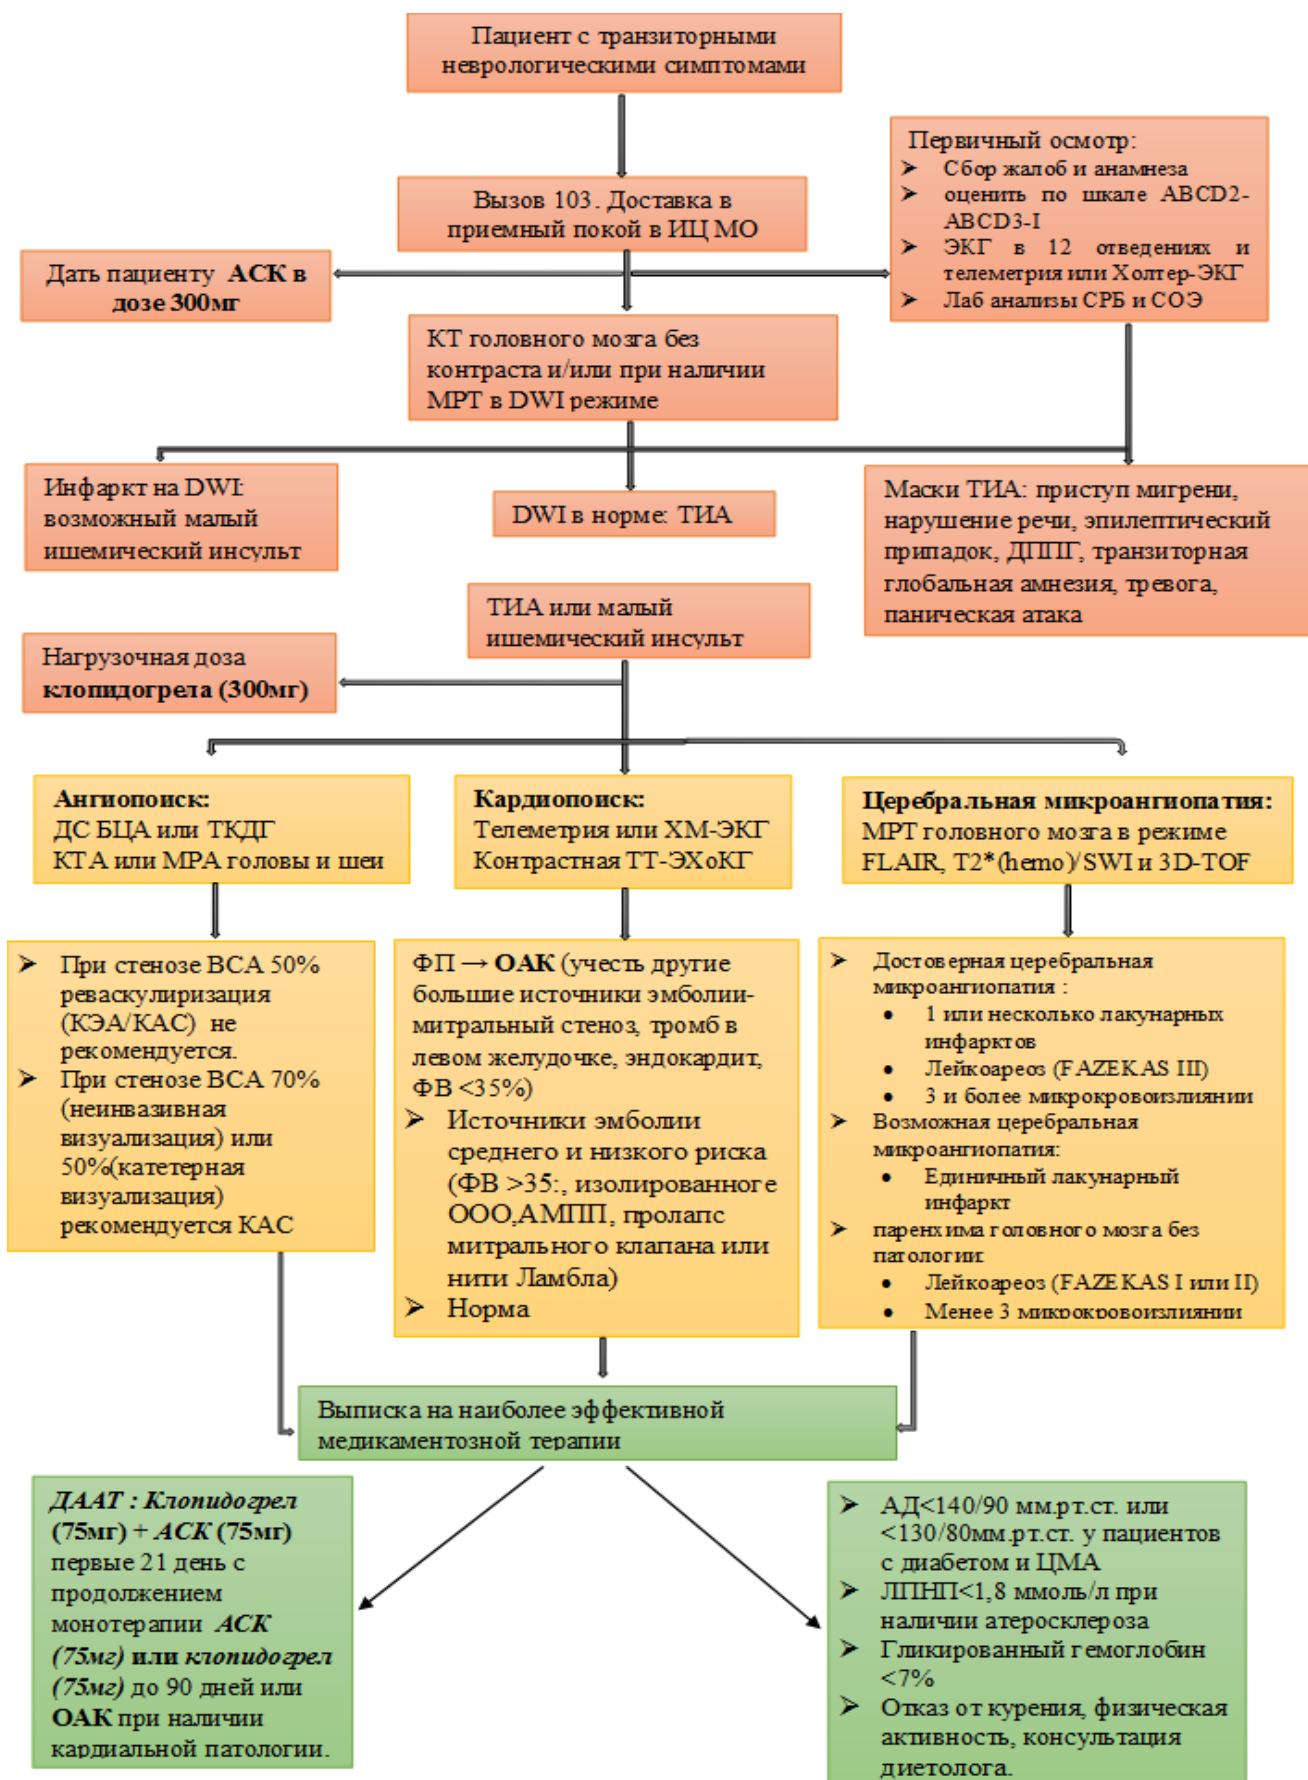 Пациент с транзиторными
неврологическими симптомами
Вызов 103. Доставка в
приемный покой в ИЦ МО
Первичный осмотр:
➤ Сбор жалоб и анамнеза
➤ оценить по шкале ABCD2-
ABCD3-I
➤ ЭКГ в 12 отведениях и
телеметрия или Холтер-ЭКГ
➤ Лаб анализы СРБ и СОЭ
Дать пациенту АСК в
дозе 300мг
КТ головного мозга без
контраста и/или при наличии
МРТ в DWI режиме
Инфаркт на DWI:
возможный малый
ишемический инсульт
DWI в норме: ТИА
Маски ТИА: приступ мигрени,
нарушение речи, эпилептический
припадок, ДППГ, транзиторная
глобальная амнезия, тревога,
паническая атака
ТИА или малый
ишемический инсульт
Нагрузочная доза
клопидогрела (300мг)
Ангиопоиск:
ДС БЦА или ТКДГ
КТА или МРА головы и шеи
Кардиопоиск:
Телеметрия или ХМ-ЭКГ
Контрастная ТТ-ЭХоКГ
Церебральная микроангиопатия:
МРТ головного мозга в режиме
FLAIR, T2*(hemo)/SWI и 3D-TOF
➤ При стенозе ВСА 50%
реваскулиризация
(КЭА/КАС) не
рекомендуется.
➤ При стенозе ВСА 70%
(неинвазивная
визуализация) или
50%(катетерная
визуализация)
рекомендуется КАС
ФП → ОАК (учесть другие
большие источники эмболии-
митральный стеноз, тромб в
левом желудочке, эндокардит,
ФВ <35%)
➤ Источники эмболии
среднего и низкого риска
(ФВ >35:, изолированноге
ООО,АМПП, пролапс
митрального клапана или
нити Ламбла)
➤ Норма
➤ Достоверная церебральная
микроангиопатия :
• 1 или несколько лакунарных
инфарктов
• Лейкоареоз (FAZEKAS III)
• 3 и более микрокровоизлиянии
➤ Возможная церебральная
микроангиопатия:
• Единичный лакунарный
инфаркт
➤ паренхима головного мозга без
патологии:
• Лейкоареоз (FAZEKAS I или II)
• Менее 3 микрокровоизлиянии
Выписка на наиболее эффективной
медикаментозной терапии
ДААТ : Клопидогрел
(75мг) + АСК (75мг)
первые 21 день с
продолжением
монотерапии АСК
(75мг) или клопидогрел
(75мг) до 90 дней или
ОАК при наличии
кардиальной патологии.
➤ АД<140/90 мм.рт.ст. или
<130/80мм.рт.ст. у пациентов
с диабетом и ЦМА
➤ ЛПНП<1,8 ммоль/л при
наличии атеросклероза
➤ Гликированный гемоглобин
<7%
➤ Отказ от курения, физическая
активность, консультация
диетолога.